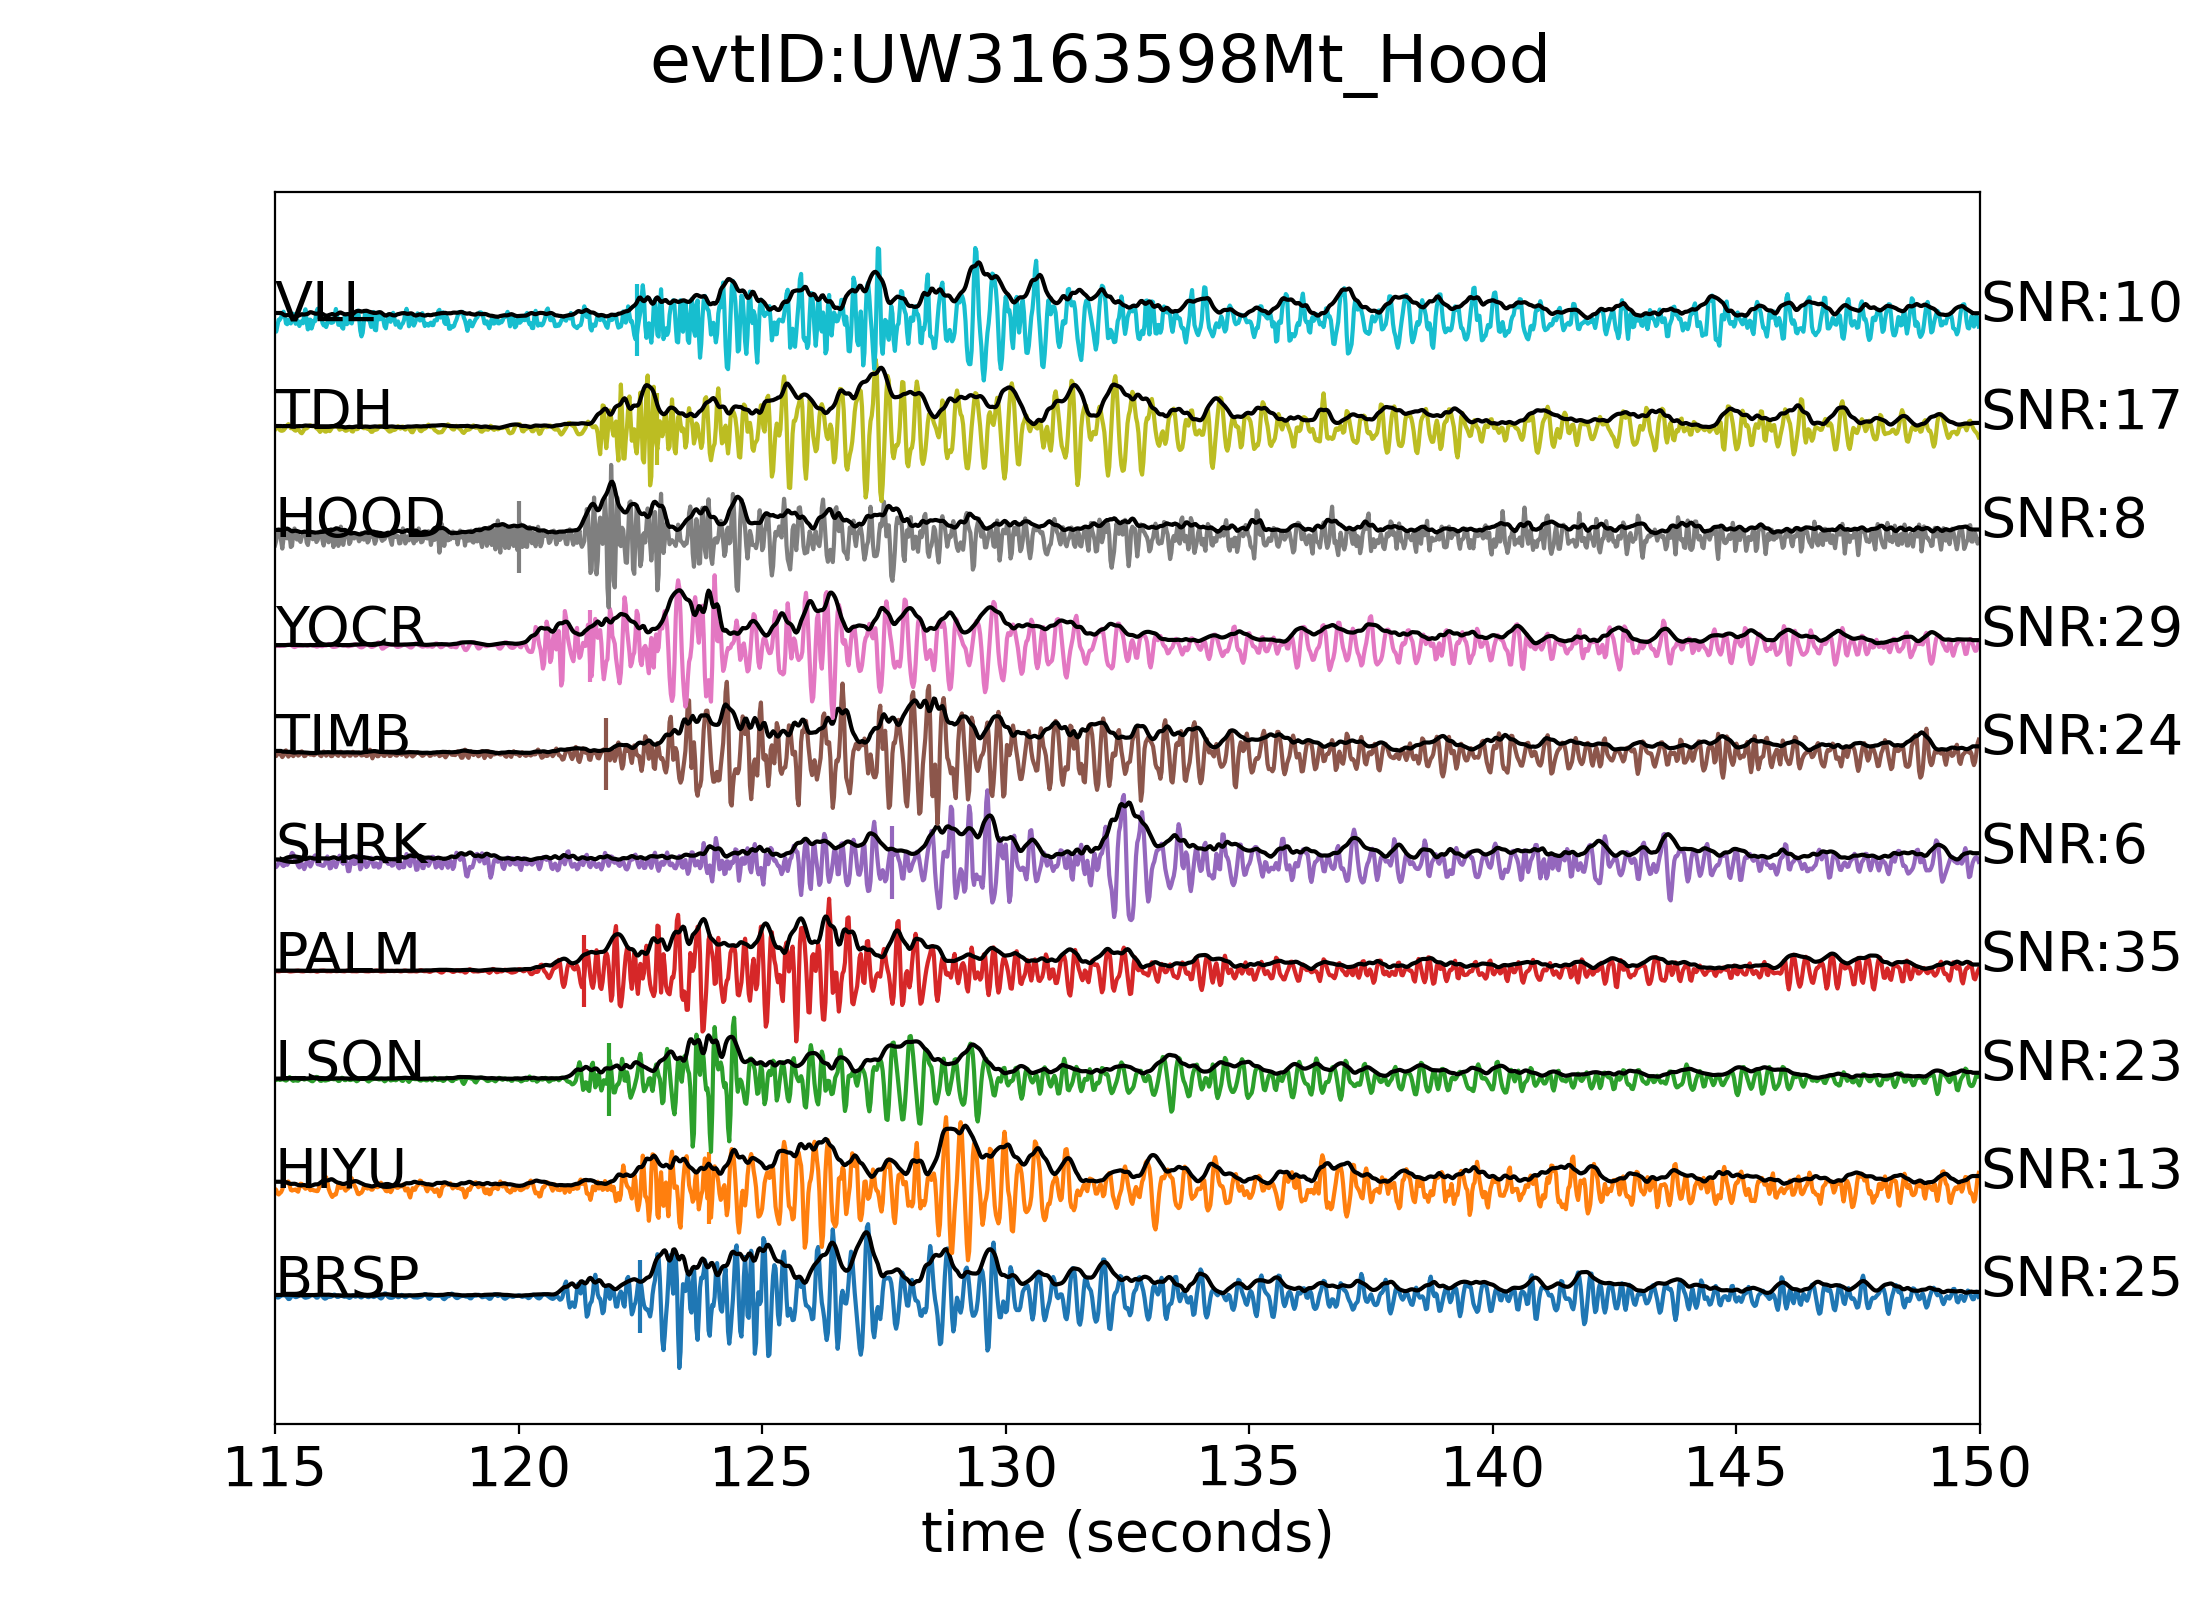 evtID:UW3163598Mt_Hood
VLL SNR:10
TDH SNR:17
HOOD SNR:8
YOCR SNR:29
TIMB SNR:24
SHRK SNR:6
PALM SNR:35
LSON SNR:23
HIYU SNR:13
BRSP SNR:25
115 120 125 130 135 140 145 150
time (seconds)